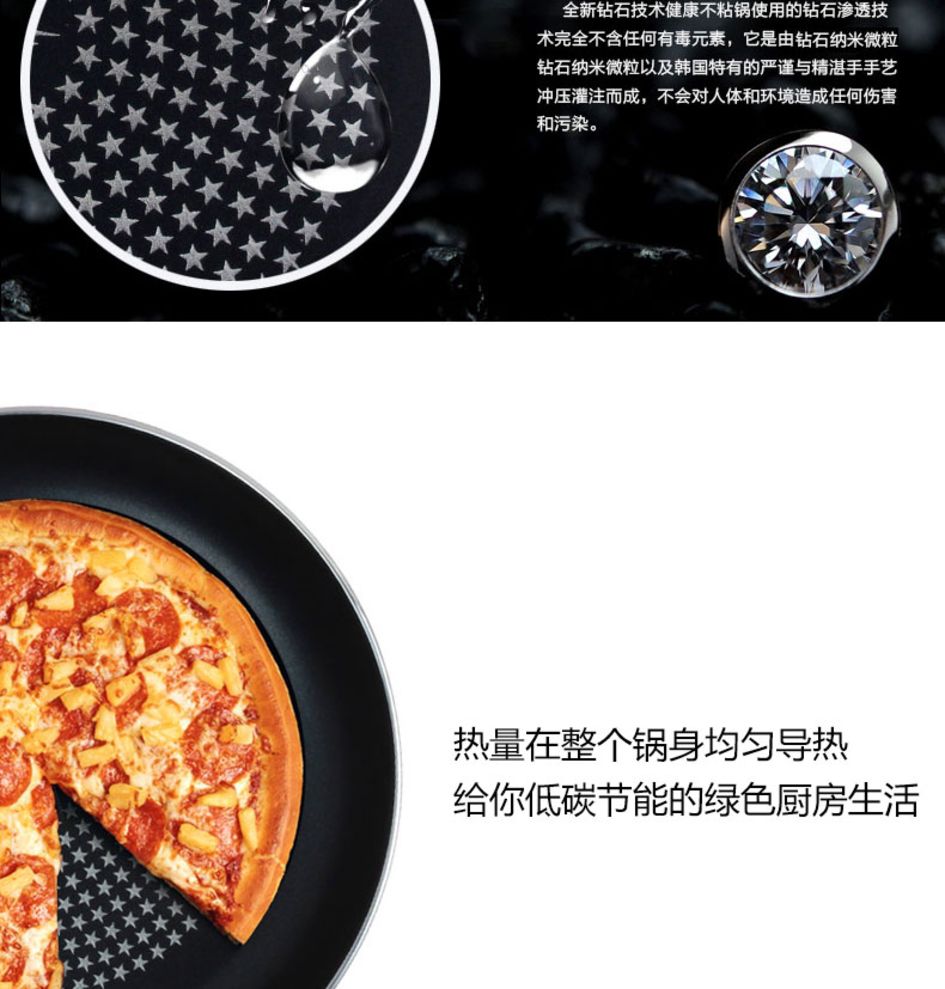 全新钻石技术健康不粘锅使用的钻石渗透技
术完全不含任何有毒元素，它是由钻石纳米微粒
钻石纳米微粒以及韩国特有的严谨与精湛手手艺
冲压灌注而成，不会对人体和环境造成任何伤害
和污染。
热量在整个锅身均匀导热
给你低碳节能的绿色厨房生活